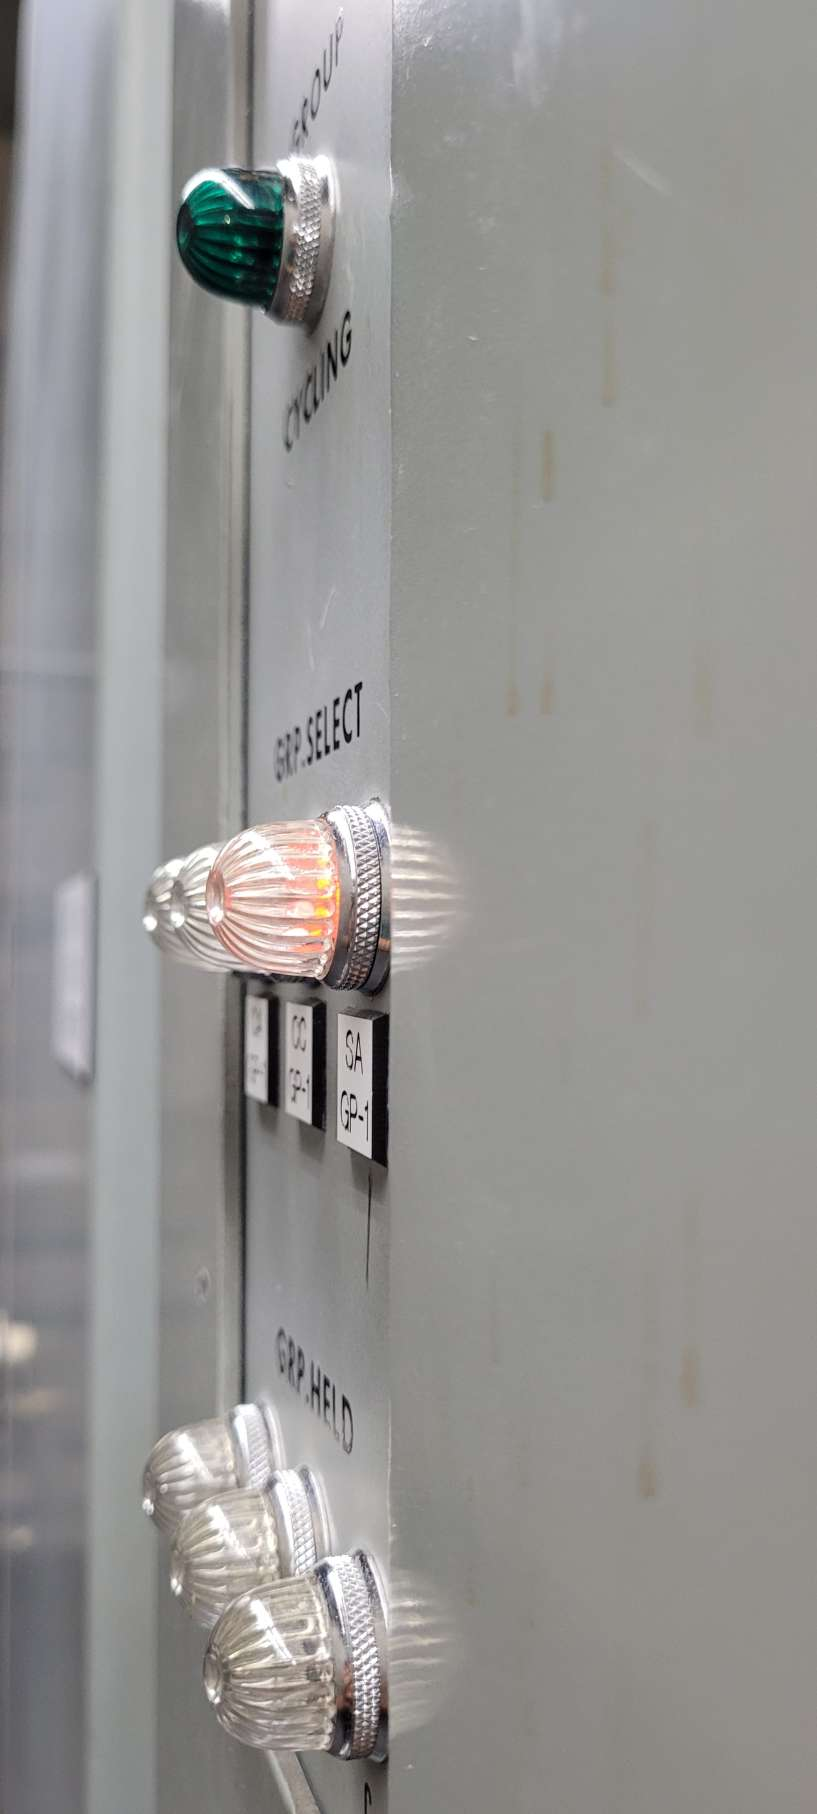 GROUP
CYCLING
GRP.SELECT
CC
GP-1
SA
GP-1
GRP.HELD